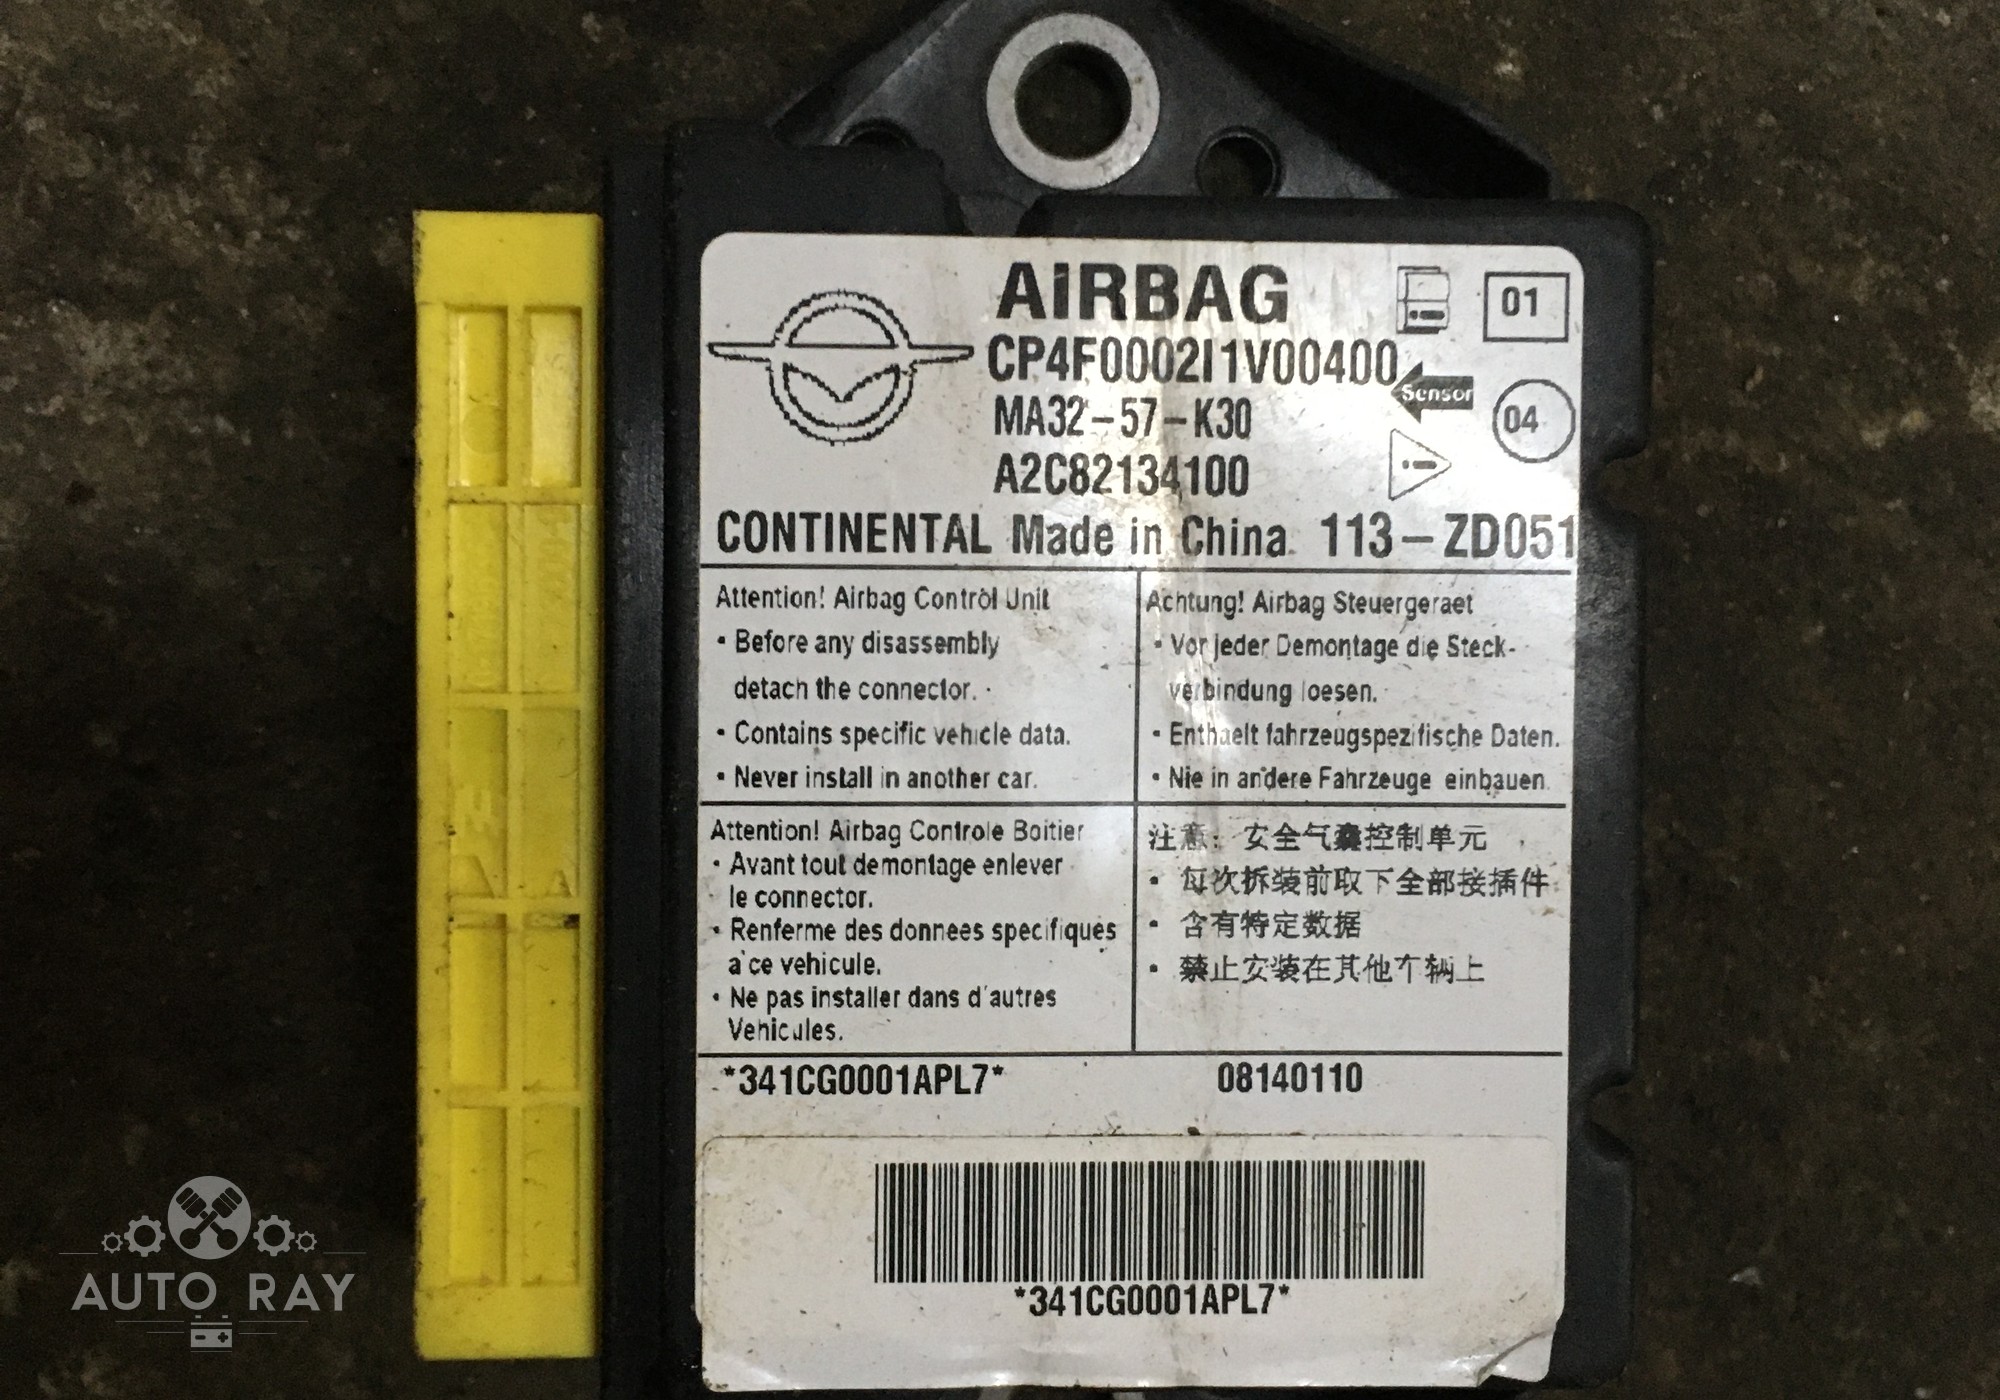 AiRBAG
01
CP4F0002I1V00400
Sensor
MA32-57-K30
04
A2C82134100
CONTINENTAL Made in China. 113-ZD051
Attention! Airbag Control Unit
• Before any disassembly
detach the connector.
• Contains specific vehicle data.
• Never install in another car.
Achtung! Airbag Steuergeraet
• Vor jeder Demontage die Steck-
verbindung loesen.
• Enthaelt fahrzeugspezifische Daten.
• Nie in andere Fahrzeuge einbauen.
Attention! Airbag Controle Boitier
• Avant tout demontage enlever
le connector.
• Renferme des donnees specifiques
a'ce vehicule.
• Ne pas installer dans d'autres
Vehicules.
注意: 安全气囊控制单元
• 每次拆装前取下全部接插件
• 含有特定数据
• 禁止安装在其他车辆上
*341CG0001APL7* 08140110
*341CG0001APL7*
AUTO RAY